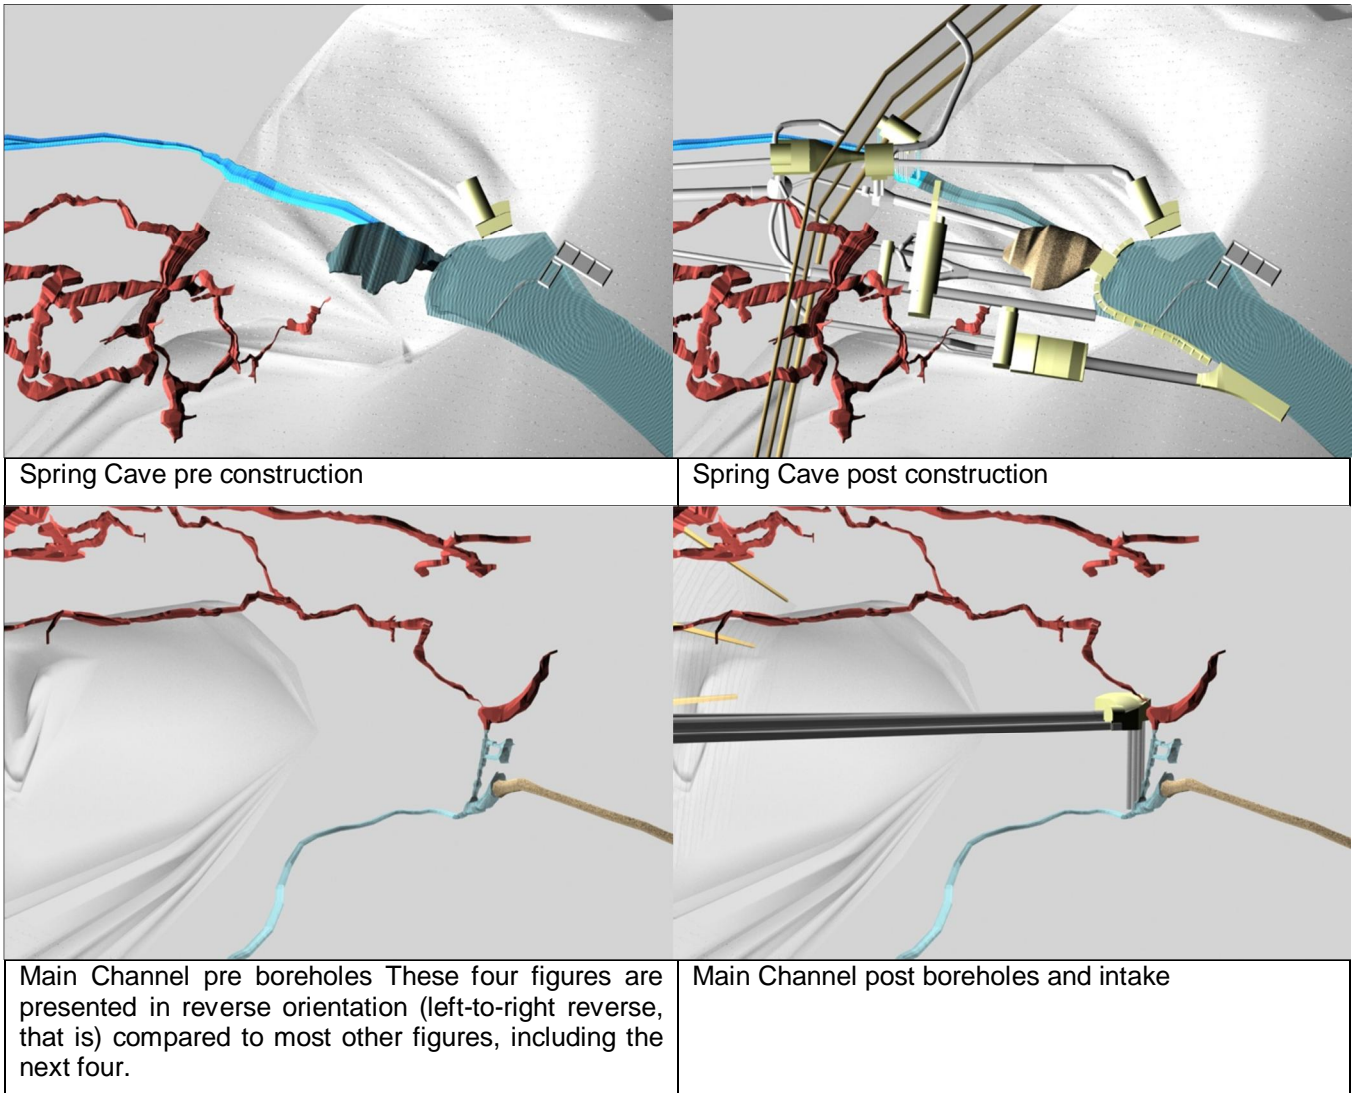 Spring Cave pre construction
Spring Cave post construction
Main Channel pre boreholes These four figures are
presented in reverse orientation (left-to-right reverse,
that is) compared to most other figures, including the
next four.
Main Channel post boreholes and intake